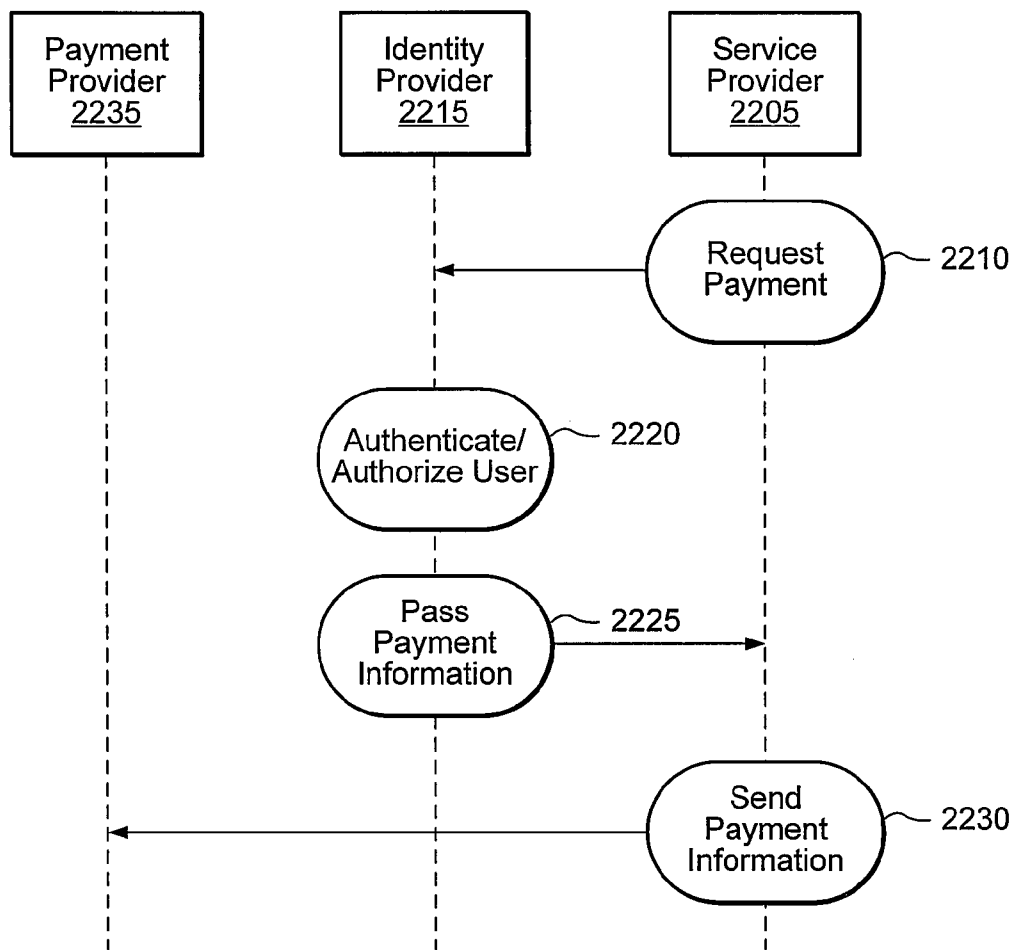 Payment
Provider
2235
Identity
Provider
2215
Service
Provider
2205
Request
Payment
2210
Authenticate/
Authorize User
2220
Pass
Payment
Information
2225
Send
Payment
Information
2230